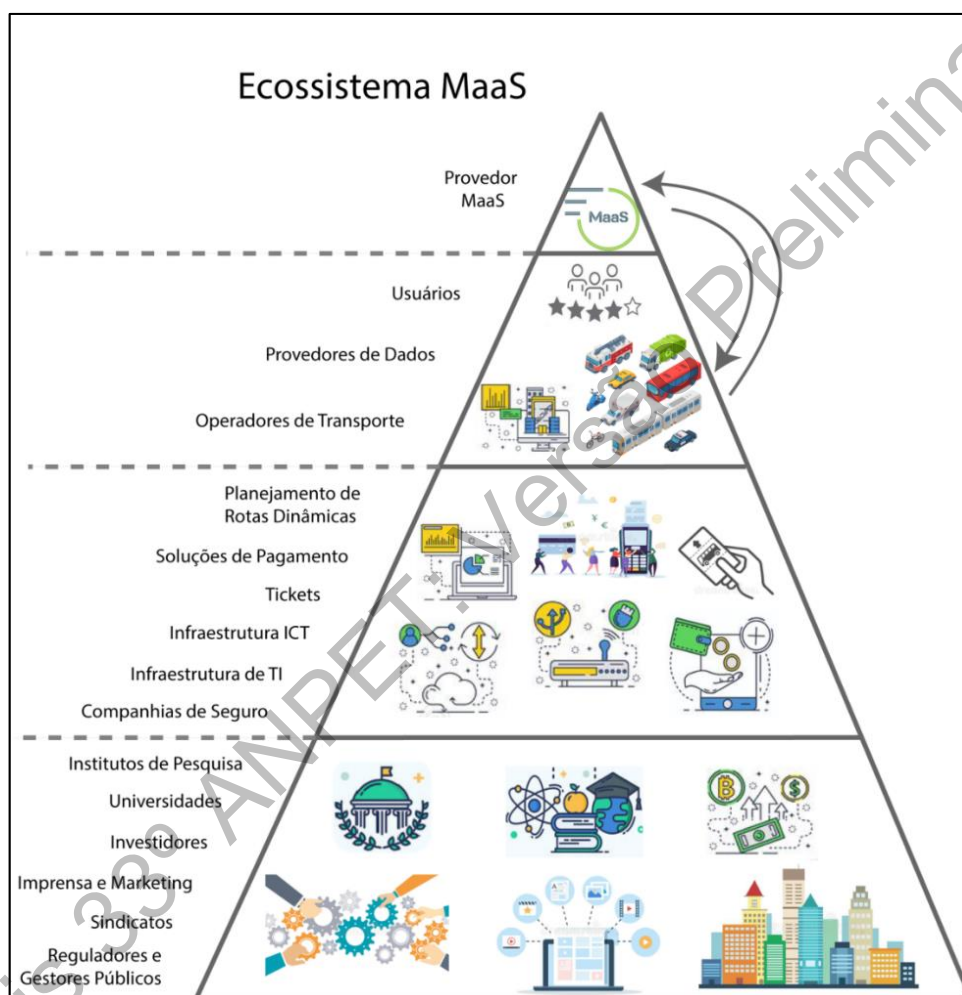 Ecossistema MaaS
Provedor
MaaS
MaaS
Usuários
Provedores de Dados
Operadores de Transporte
Planejamento de
Rotas Dinâmicas
Soluções de Pagamento
Tickets
Infraestrutura ICT
Infraestrutura de TI
Companhias de Seguro
Institutos de Pesquisa
Universidades
Investidores
Imprensa e Marketing
Sindicatos
Reguladores e
Gestores Públicos
is 33º ANPET: Versão Prelimina